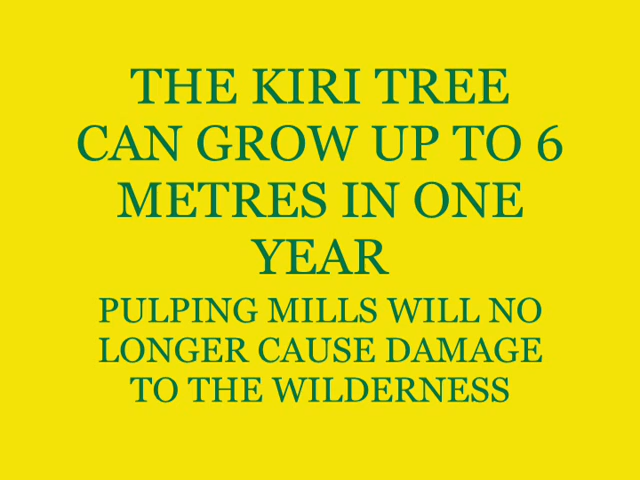 THE KIRI TREE
CAN GROW UP TO 6
METRES IN ONE
YEAR
PULPING MILLS WILL NO
LONGER CAUSE DAMAGE
TO THE WILDERNESS